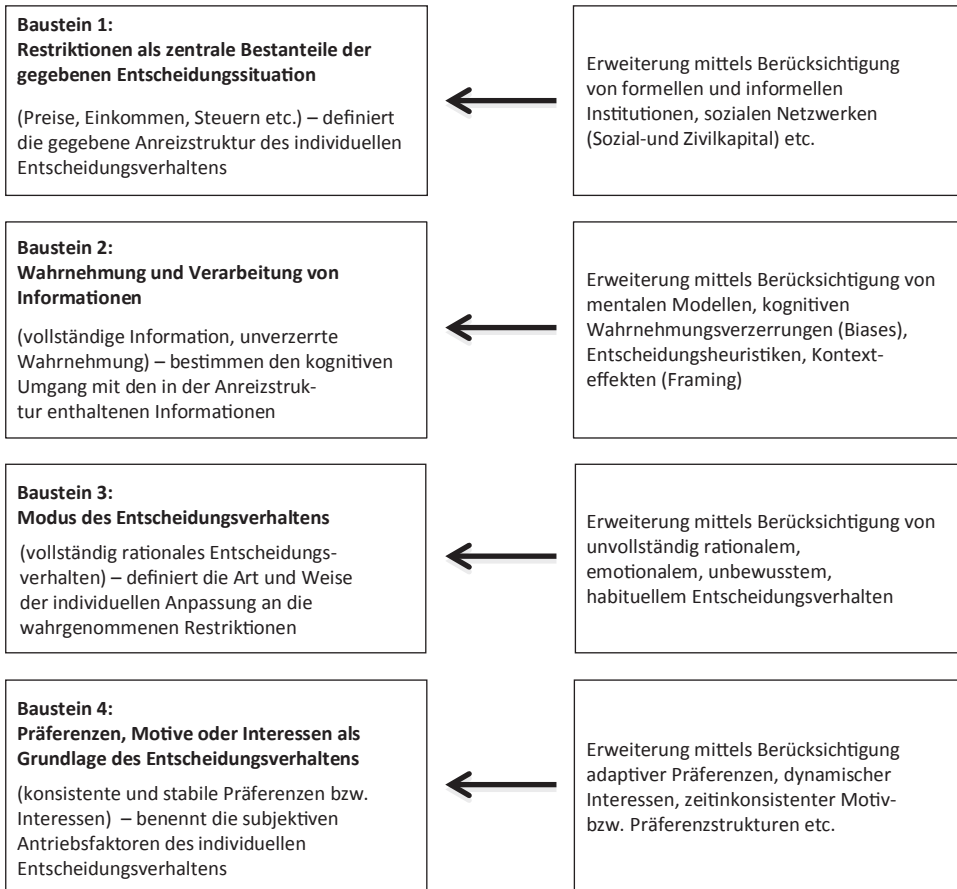 Baustein 1:
Restriktionen als zentrale Bestanteile der
gegebenen Entscheidungssituation
(Preise, Einkommen, Steuern etc.) – definiert
die gegebene Anreizstruktur des individuellen
Entscheidungsverhaltens
Erweiterung mittels Berücksichtigung
von formellen und informellen
Institutionen, sozialen Netzwerken
(Sozial-und Zivilkapital) etc.
Baustein 2:
Wahrnehmung und Verarbeitung von
Informationen
(vollständige Information, unverzerrte
Wahrnehmung) – bestimmen den kognitiven
Umgang mit den in der Anreizstruk-
tur enthaltenen Informationen
Erweiterung mittels Berücksichtigung von
mentalen Modellen, kognitiven
Wahrnehmungsverzerrungen (Biases),
Entscheidungsheuristiken, Kontext-
effekten (Framing)
Baustein 3:
Modus des Entscheidungsverhaltens
(vollständig rationales Entscheidungs-
verhalten) – definiert die Art und Weise
der individuellen Anpassung an die
wahrgenommenen Restriktionen
Erweiterung mittels Berücksichtigung von
unvollständig rationalem,
emotionalem, unbewusstem,
habituellem Entscheidungsverhalten
Baustein 4:
Präferenzen, Motive oder Interessen als
Grundlage des Entscheidungsverhaltens
(konsistente und stabile Präferenzen bzw.
Interessen) – benennt die subjektiven
Antriebsfaktoren des individuellen
Entscheidungsverhaltens
Erweiterung mittels Berücksichtigung
adaptiver Präferenzen, dynamischer
Interessen, zeitinkonsistenter Motiv-
bzw. Präferenzstrukturen etc.